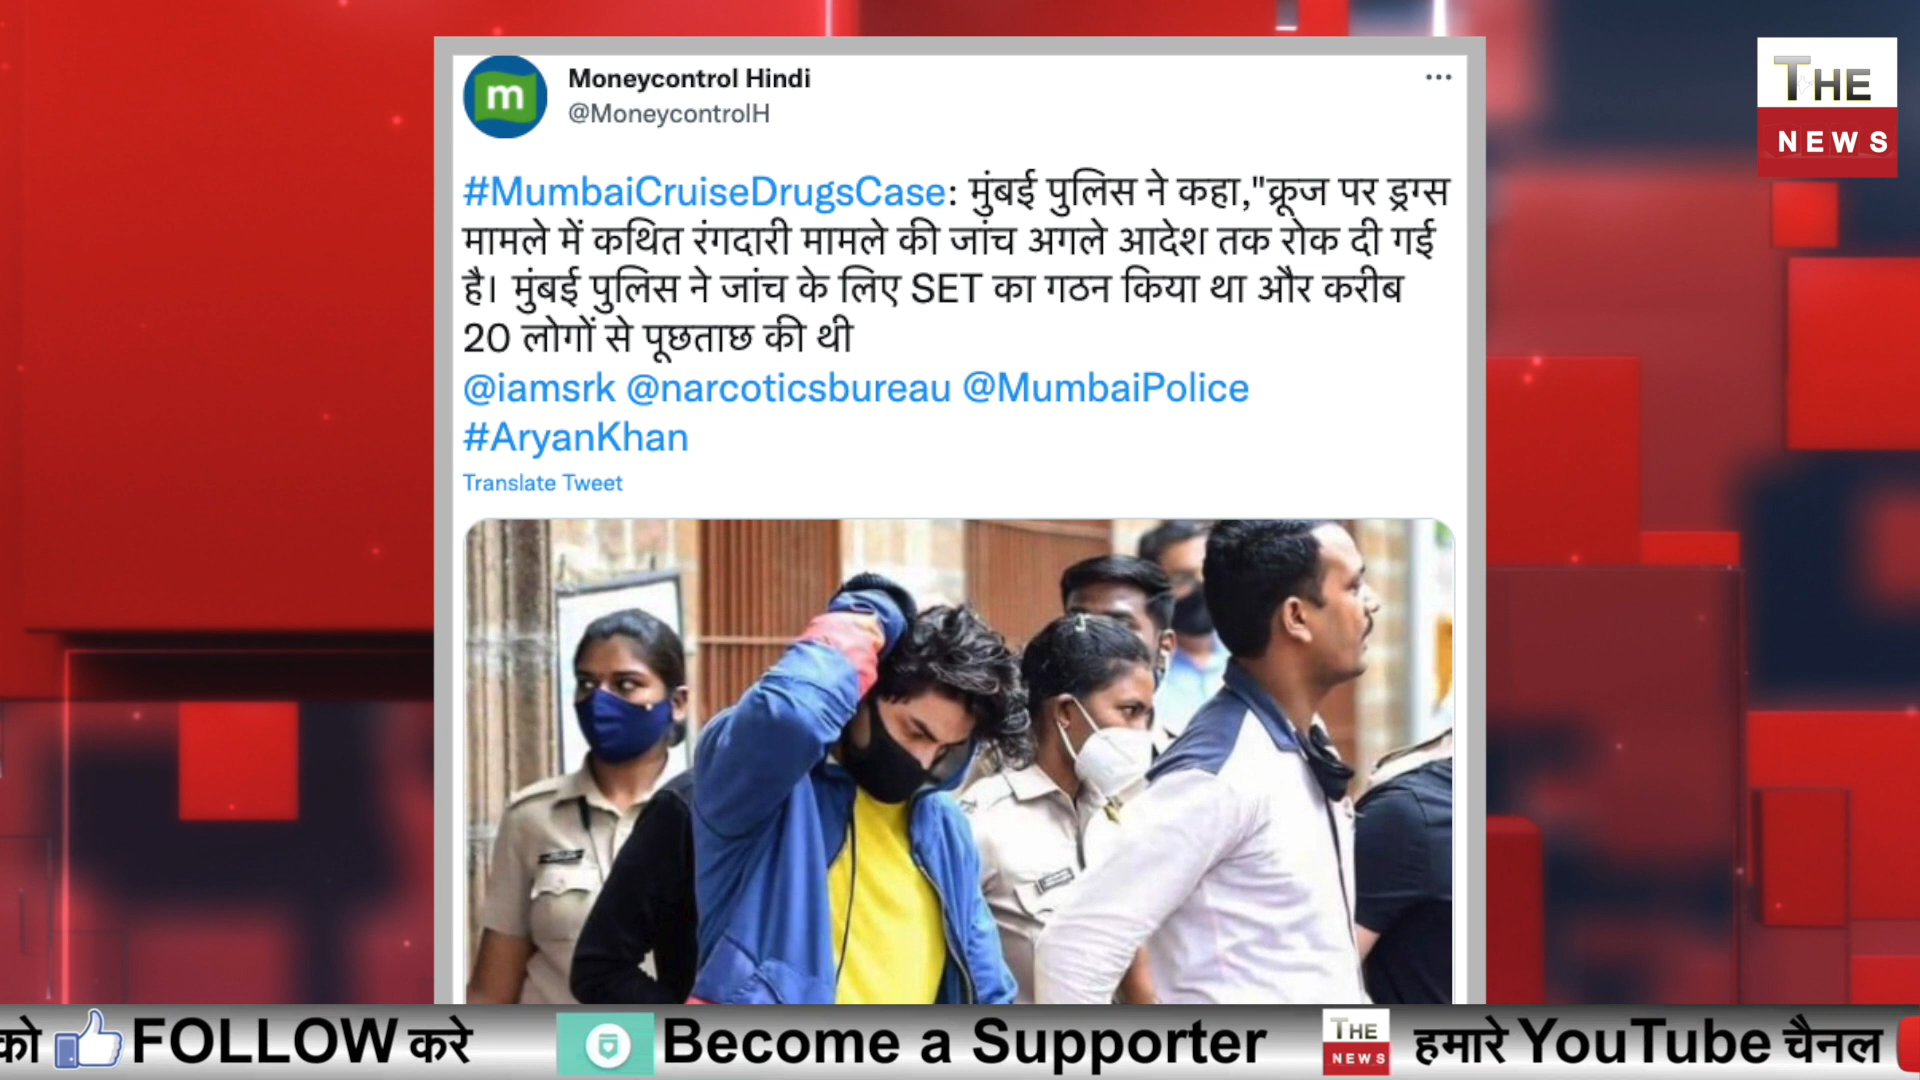 Moneycontrol Hindi
@MoneycontrolH
#MumbaiCruiseDrugsCase: मुंबई पुलिस ने कहा,"क्रूज पर ड्रग्स
मामले में कथित रंगदारी मामले की जांच अगले आदेश तक रोक दी गई
है। मुंबई पुलिस ने जांच के लिए SET का गठन किया था और करीब
20 लोगों से पूछताछ की थी
@iamsrk @narcoticsbureau @MumbaiPolice
#AryanKhan
Translate Tweet
THE
NEWS
को FOLLOW करे Become a Supporter THE NEWS हमारे YouTube चैनल